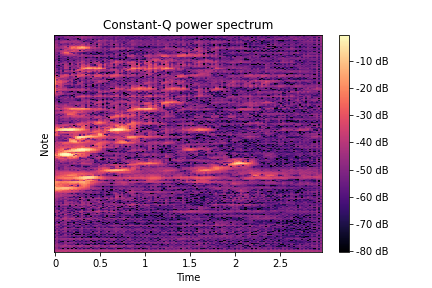 Constant-Q power spectrum
Note
-10 dB
-20 dB
-30 dB
-40 dB
-50 dB
-60 dB
-70 dB
-80 dB
0 0.5 1 1.5 2 2.5
Time